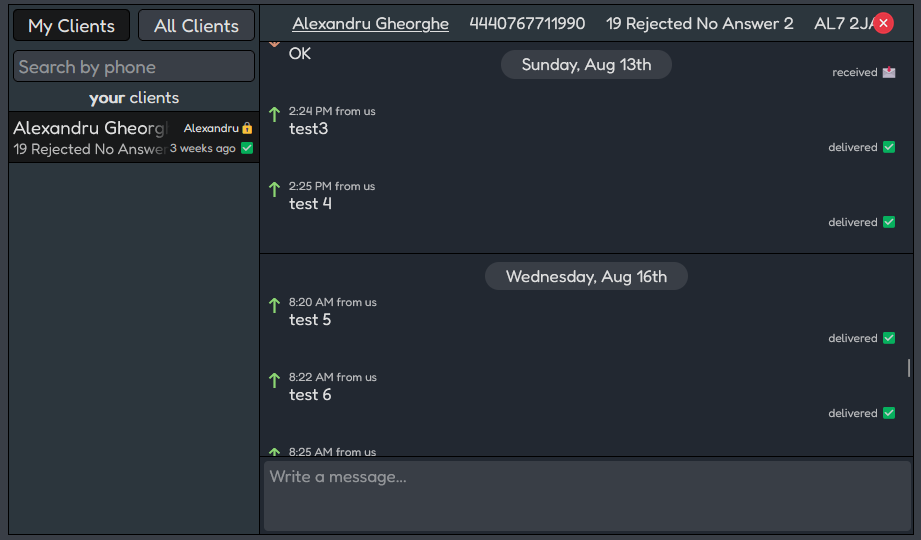 My Clients All Clients
Search by phone
your clients
Alexandru Gheorg Alexandru
19 Rejected No Answer 3 weeks ago
Alexandru Gheorghe 4440767711990 19 Rejected No Answer 2 AL7 2JA
OK
Sunday, Aug 13th
received
2:24 PM from us
test3
delivered
2:25 PM from us
test 4
delivered
Wednesday, Aug 16th
8:20 AM from us
test 5
delivered
8:22 AM from us
test 6
delivered
8:25 AM from us
Write a message...